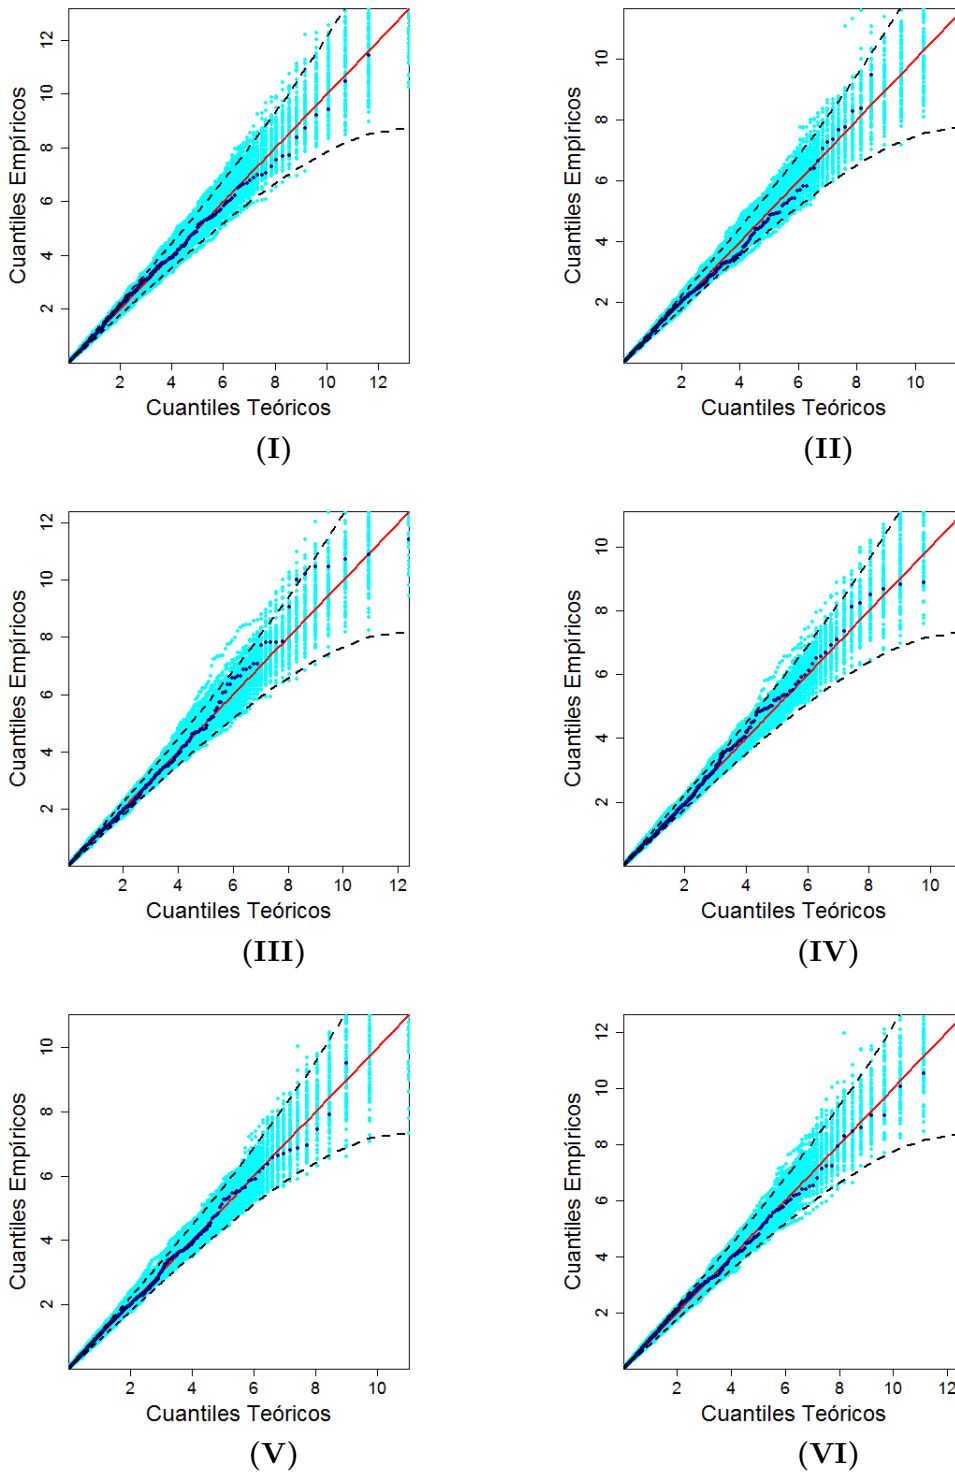 12
10
8
6
4
2
Cuantiles Empíricos
2 4 6 8 10 12
Cuantiles Teóricos
(I)
10
8
6
4
2
Cuantiles Empíricos
2 4 6 8 10
Cuantiles Teóricos
(II)
12
10
8
6
4
2
Cuantiles Empíricos
2 4 6 8 10 12
Cuantiles Teóricos
(III)
10
8
6
4
2
Cuantiles Empíricos
2 4 6 8 10
Cuantiles Teóricos
(IV)
10
8
6
4
2
Cuantiles Empíricos
2 4 6 8 10
Cuantiles Teóricos
(V)
12
10
8
6
4
2
Cuantiles Empíricos
2 4 6 8 10 12
Cuantiles Teóricos
(VI)